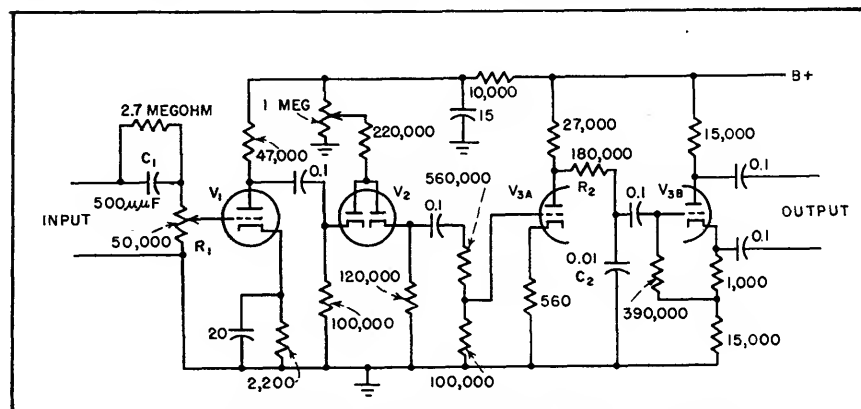 B+
2.7 MEGOHM
1 MEG
10,000
15
220,000
47,000
27,000
15,000
180,000
R2
C1
500µµF
V1
0.1
V2
560,000
V3A
0.1
V3B
0.1
INPUT
OUTPUT
50,000
R1
0.1
0.1
120,000
0.01
C2
1,000
20
100,000
560
390,000
15,000
2,200
100,000